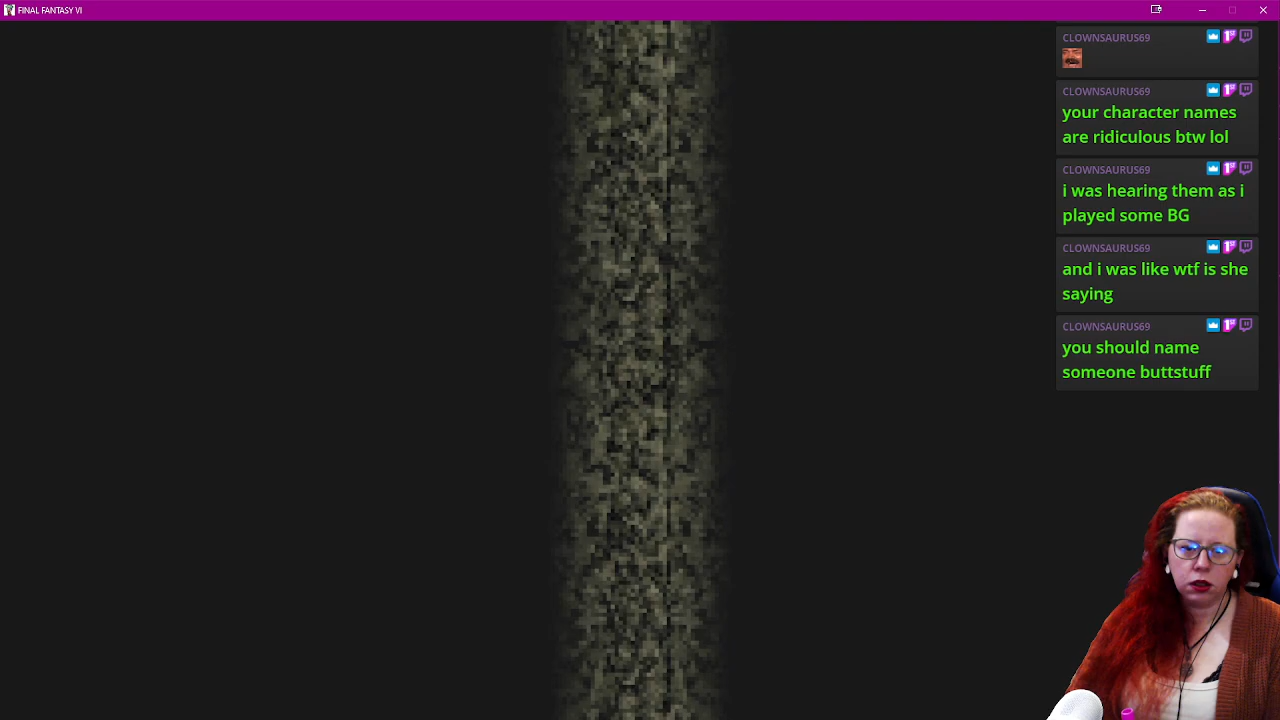 FINAL FANTASY VI
CLOWNSAURUS69
CLOWNSAURUS69
your character names
are ridiculous btw lol
CLOWNSAURUS69
i was hearing them as i
played some BG
CLOWNSAURUS69
and i was like wtf is she
saying
CLOWNSAURUS69
you should name
someone buttstuff